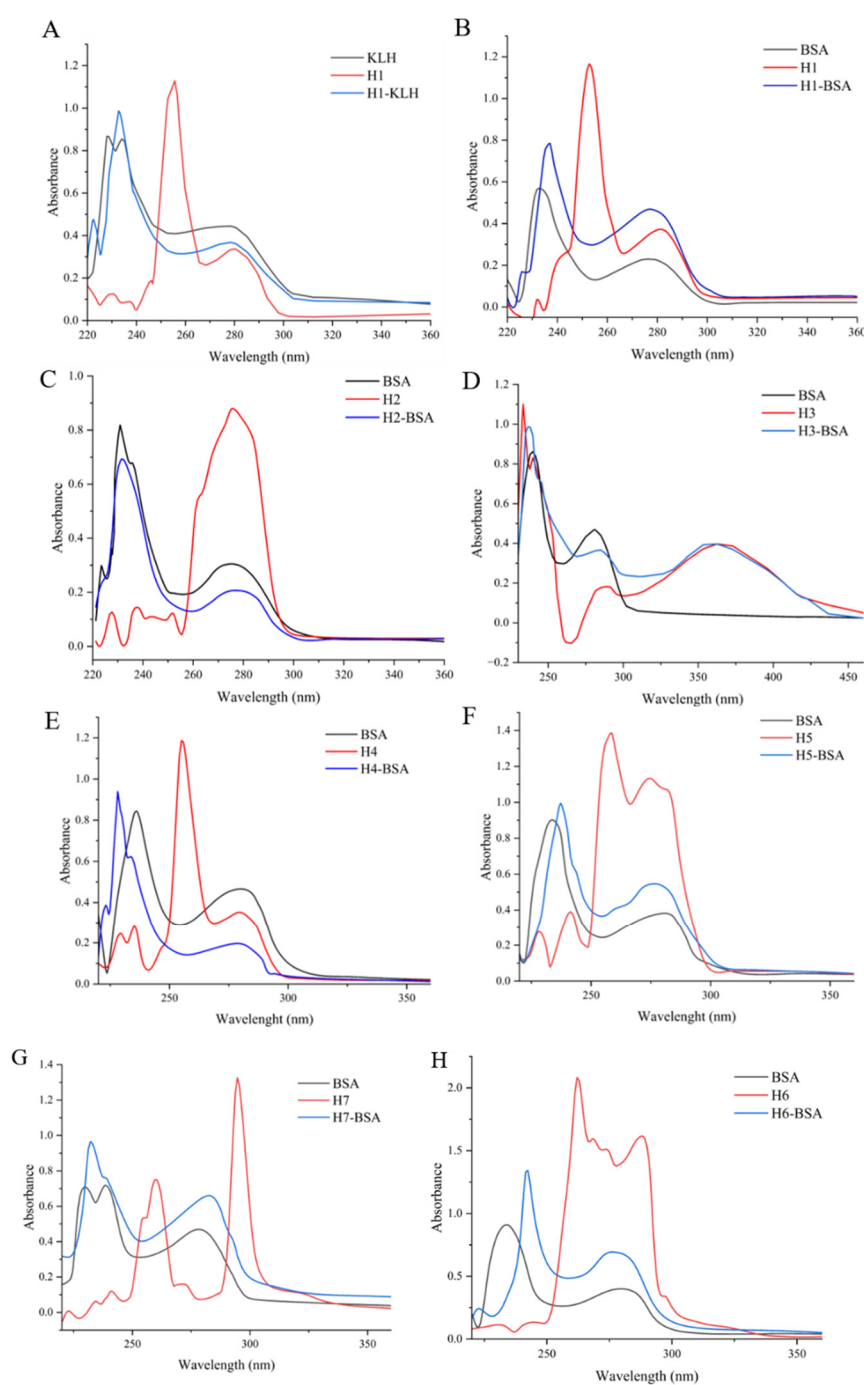 A
KLH
H1
H1-KLH
Absorbance
1.2
1.0
0.8
0.6
0.4
0.2
0.0
220 240 260 280 300 320 340 360
Wavelength (nm)
B
BSA
H1
H1-BSA
Absorbance
1.2
1.0
0.8
0.6
0.4
0.2
0.0
220 240 260 280 300 320 340 360
Wavelength (nm)
C
BSA
H2
H2-BSA
Absorbance
1.0
0.8
0.6
0.4
0.2
0.0
220 240 260 280 300 320 340 360
Wavelength (nm)
D
BSA
H3
H3-BSA
Absorbance
1.2
1.0
0.8
0.6
0.4
0.2
0.0
−0.2
250 300 350 400 450
Wavelength (nm)
E
BSA
H4
H4-BSA
Absorbance
1.2
1.0
0.8
0.6
0.4
0.2
0.0
250 300 350
Wavelenght (nm)
F
BSA
H5
H5-BSA
Absorbance
1.4
1.2
1.0
0.8
0.6
0.4
0.2
0.0
250 300 350
Wavelenght (nm)
G
BSA
H7
H7-BSA
Absorbance
1.4
1.2
1.0
0.8
0.6
0.4
0.2
0.0
250 300 350
Wavelength (nm)
H
BSA
H6
H6-BSA
Absorbance
2.0
1.5
1.0
0.5
0.0
250 300 350
Wavelength (nm)